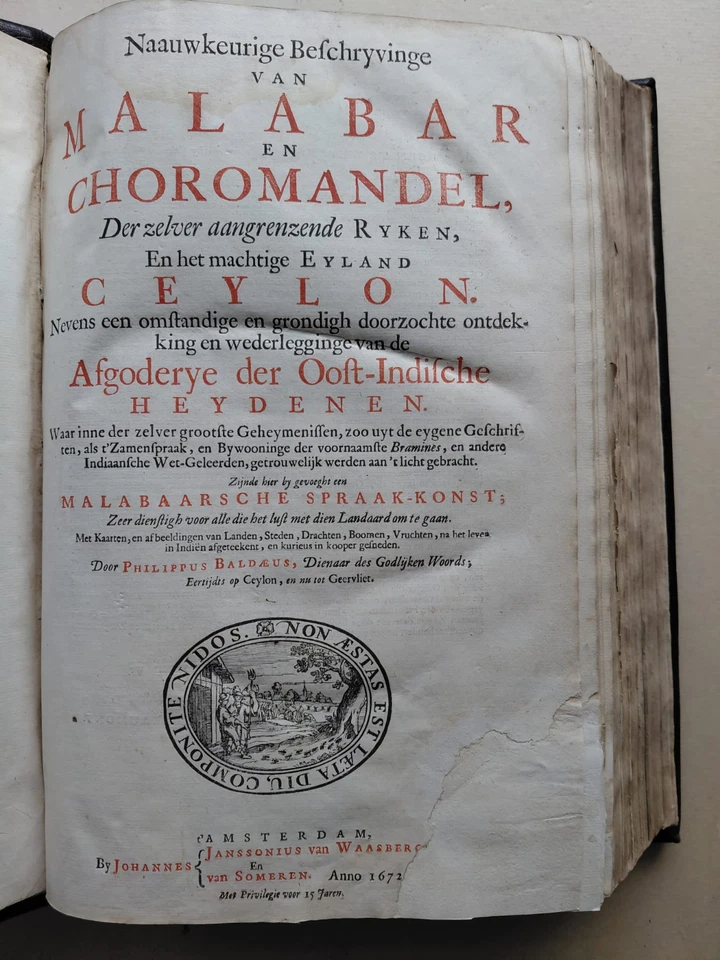 Naauwkeurige Beſchryvinge
VAN
MALABAR
EN
CHOROMANDEL,
Der zelver aangrenzende RYKEN,
En het machtige EYLAND
CEYLON.
Nevens een omſtandige en grondigh doorzochte ontdek-
king en wederlegginge van de
Afgoderye der Ooſt-Indiſche
HEYDENEN.
Waar inne der zelver grootſte Geheymeniſſen, zoo uyt de eygene Geſchrif-
ten, als t'Zamenſpraak, en Bywooninge der voornaamſte Bramines, en andere
Indiaanſche Wet-Geleerden, getrouwelijk werden aan 't licht gebracht.
Zijnde hier by gevoeght een
MALABAARSCHE SPRAAK-KONST;
Zeer dienſtigh voor alle die het luſt met dien Landaard om te gaan.
Met Kaarten, en afbeeldingen van Landen, Steden, Drachten, Boomen, Vruchten, na het leven
in Indiën afgeteekent, en kurieus in kooper geſneden.
Door PHILIPPUS BALDÆUS, Dienaar des Godlijken Woords;
Eertijdts op Ceylon, en nu tot Geervliet.
NON ÆSTAS EST LÆTA DIU, COMPONITE NIDOS.
t'AMSTERDAM,
By JOHANNES { JANSSONIUS van WAASBERG
En
van SOMEREN. Anno 1672
Met Privilegie voor 15 Jaren.